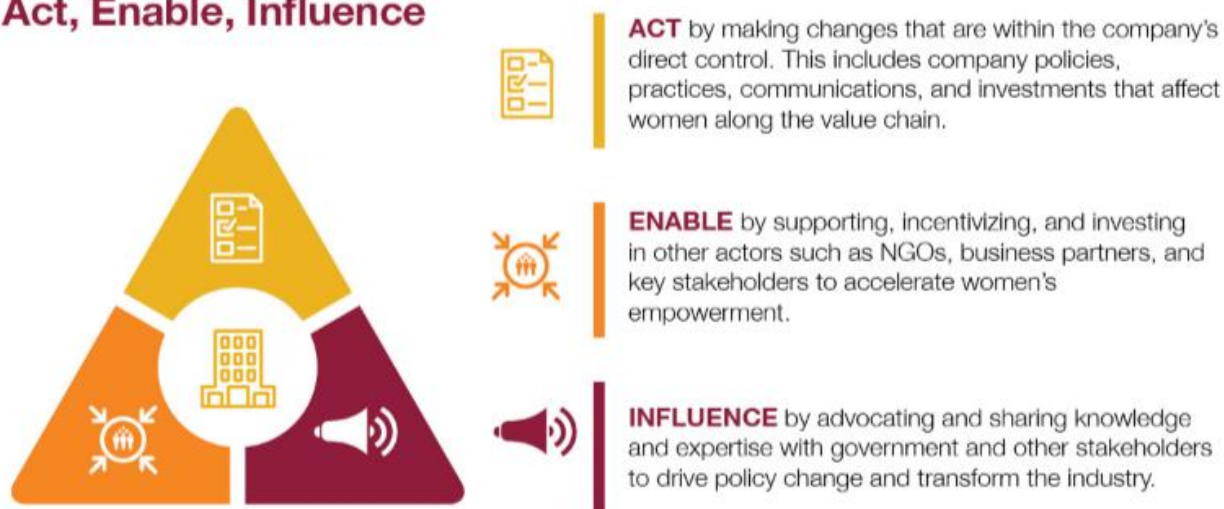 Act, Enable, Influence
ACT by making changes that are within the company's
direct control. This includes company policies,
practices, communications, and investments that affect
women along the value chain.
ENABLE by supporting, incentivizing, and investing
in other actors such as NGOs, business partners, and
key stakeholders to accelerate women's
empowerment.
INFLUENCE by advocating and sharing knowledge
and expertise with government and other stakeholders
to drive policy change and transform the industry.